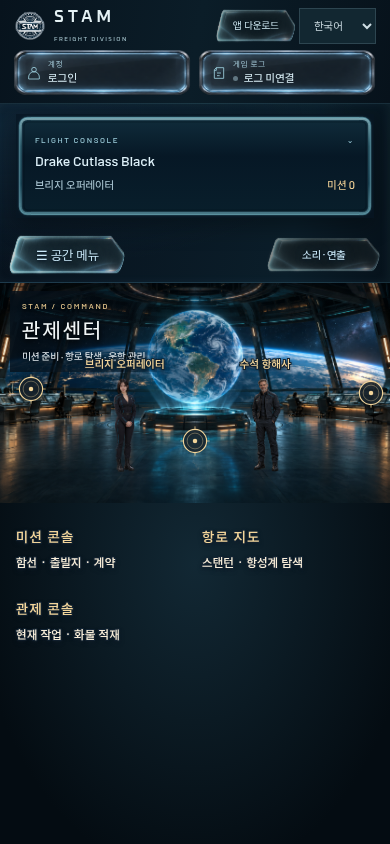 STAM
FREIGHT DIVISION
앱 다운로드
한국어
계정
로그인
게임 로그
로그 미연결
FLIGHT CONSOLE
Drake Cutlass Black
브리지 오퍼레이터
미션 0
☰ 공간 메뉴
소리·연출
STAM / COMMAND
관제센터
미션 준비 · 항로 탐색 · 운항 관리
브리지 오퍼레이터
수석 항해사
미션 콘솔
함선 · 출발지 · 계약
항로 지도
스탠턴 · 항성계 탐색
관제 콘솔
현재 작업 · 화물 적재